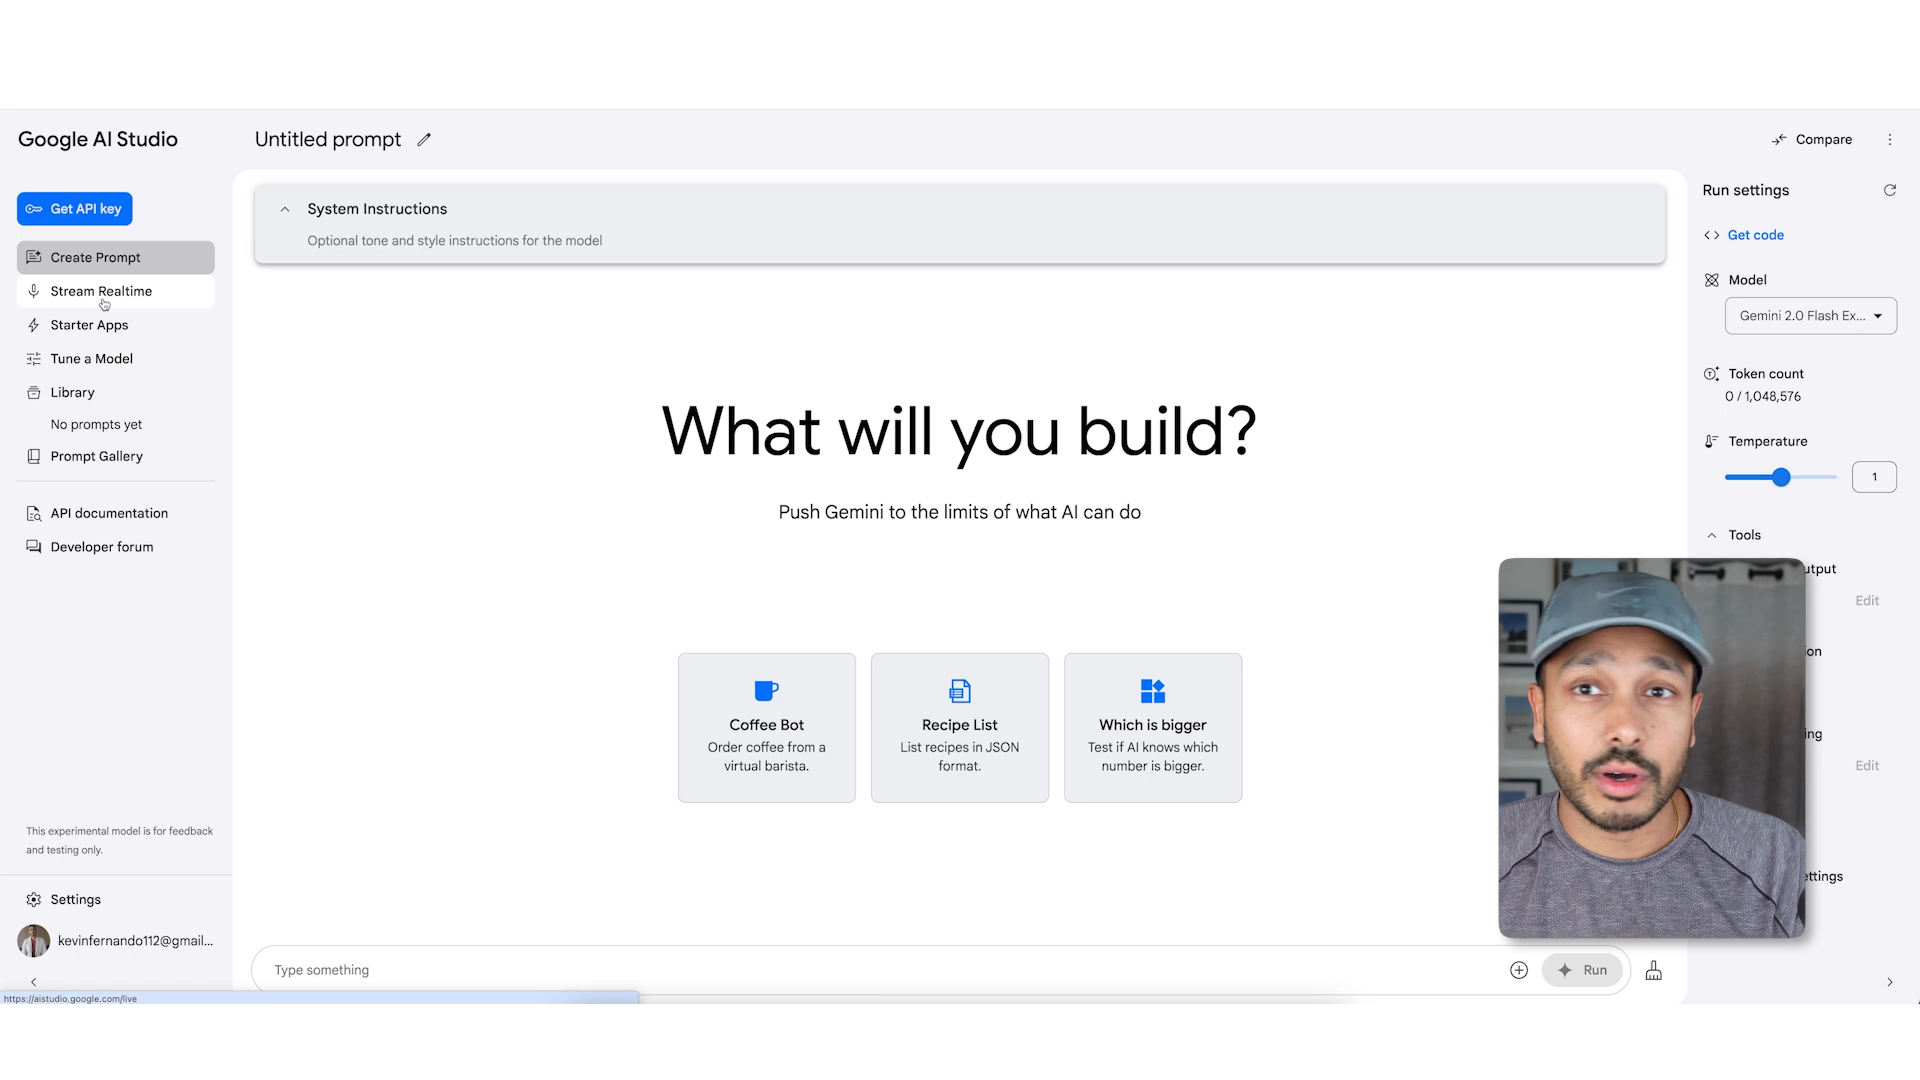 Google AI Studio
Untitled prompt
Compare
Get API key
Create Prompt
Stream Realtime
Starter Apps
Tune a Model
Library
No prompts yet
Prompt Gallery
API documentation
Developer forum
This experimental model is for feedback
and testing only.
Settings
kevinfernando112@gmail...
https://aistudio.google.com/live
System Instructions
Optional tone and style instructions for the model
What will you build?
Push Gemini to the limits of what AI can do
Coffee Bot
Order coffee from a
virtual barista.
Recipe List
List recipes in JSON
format.
Which is bigger
Test if AI knows which
number is bigger.
Type something
Run
Run settings
Get code
Model
Gemini 2.0 Flash Ex...
Token count
0 / 1,048,576
Temperature
1
Tools
Edit
Edit